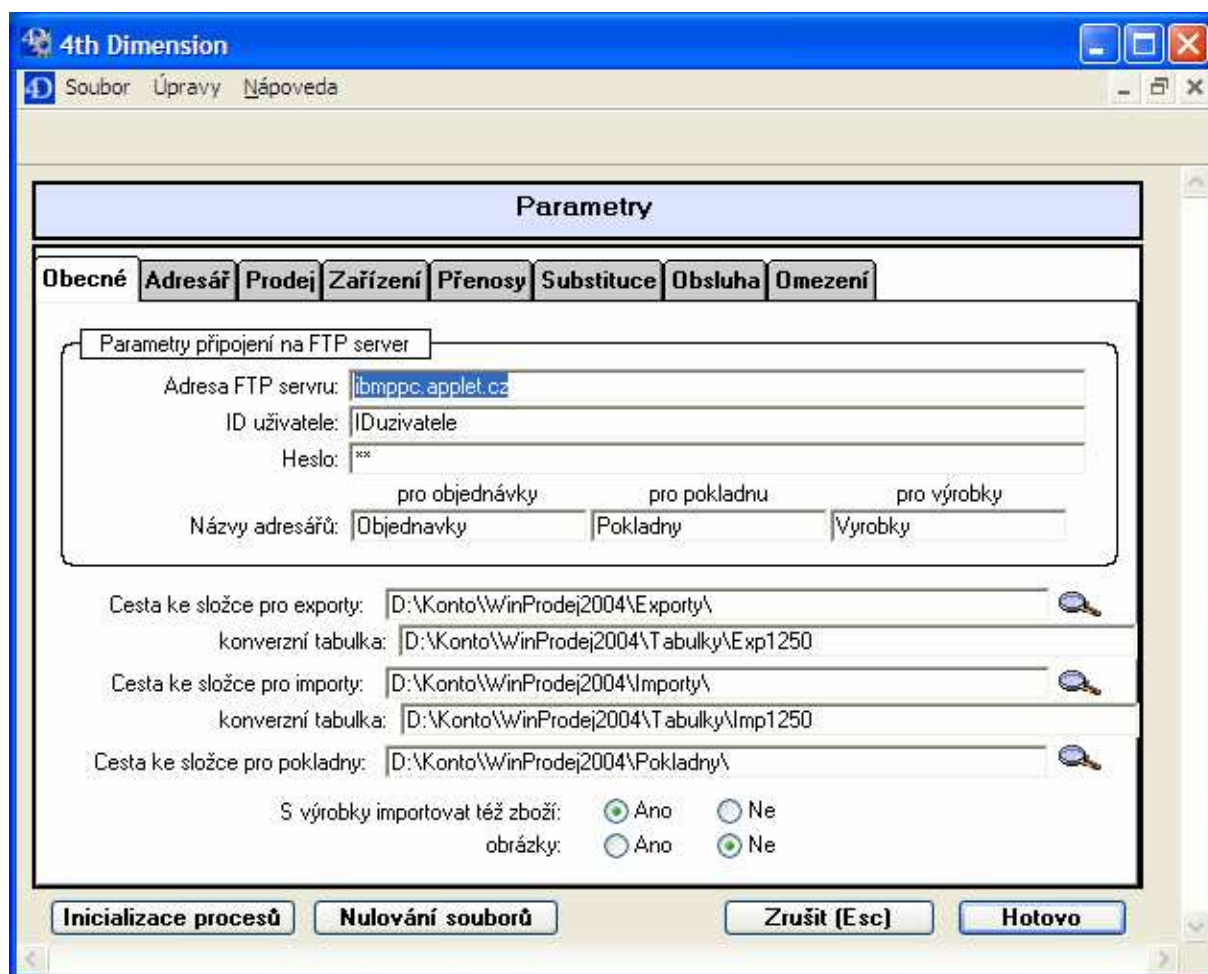 4th Dimension
4D Soubor Úpravy Nápoveda
Parametry
Obecné Adresář Prodej Zařízení Přenosy Substituce Obsluha Omezení
Parametry připojení na FTP server
Adresa FTP servru: ibmppc.applet.cz
ID uživatele: IDuzivatele
Heslo: **
pro objednávky pro pokladnu pro výrobky
Názvy adresářů: Objednavky Pokladny Vyrobky
Cesta ke složce pro exporty: D:\Konto\WinProdej2004\Exporty\
konverzní tabulka: D:\Konto\WinProdej2004\Tabulky\Exp1250
Cesta ke složce pro importy: D:\Konto\WinProdej2004\Importy\
konverzní tabulka: D:\Konto\WinProdej2004\Tabulky\Imp1250
Cesta ke složce pro pokladny: D:\Konto\WinProdej2004\Pokladny\
S výrobky importovat též zboží: Ano Ne
obrázky: Ano Ne
Inicializace procesů Nulování souborů Zrušit (Esc) Hotovo